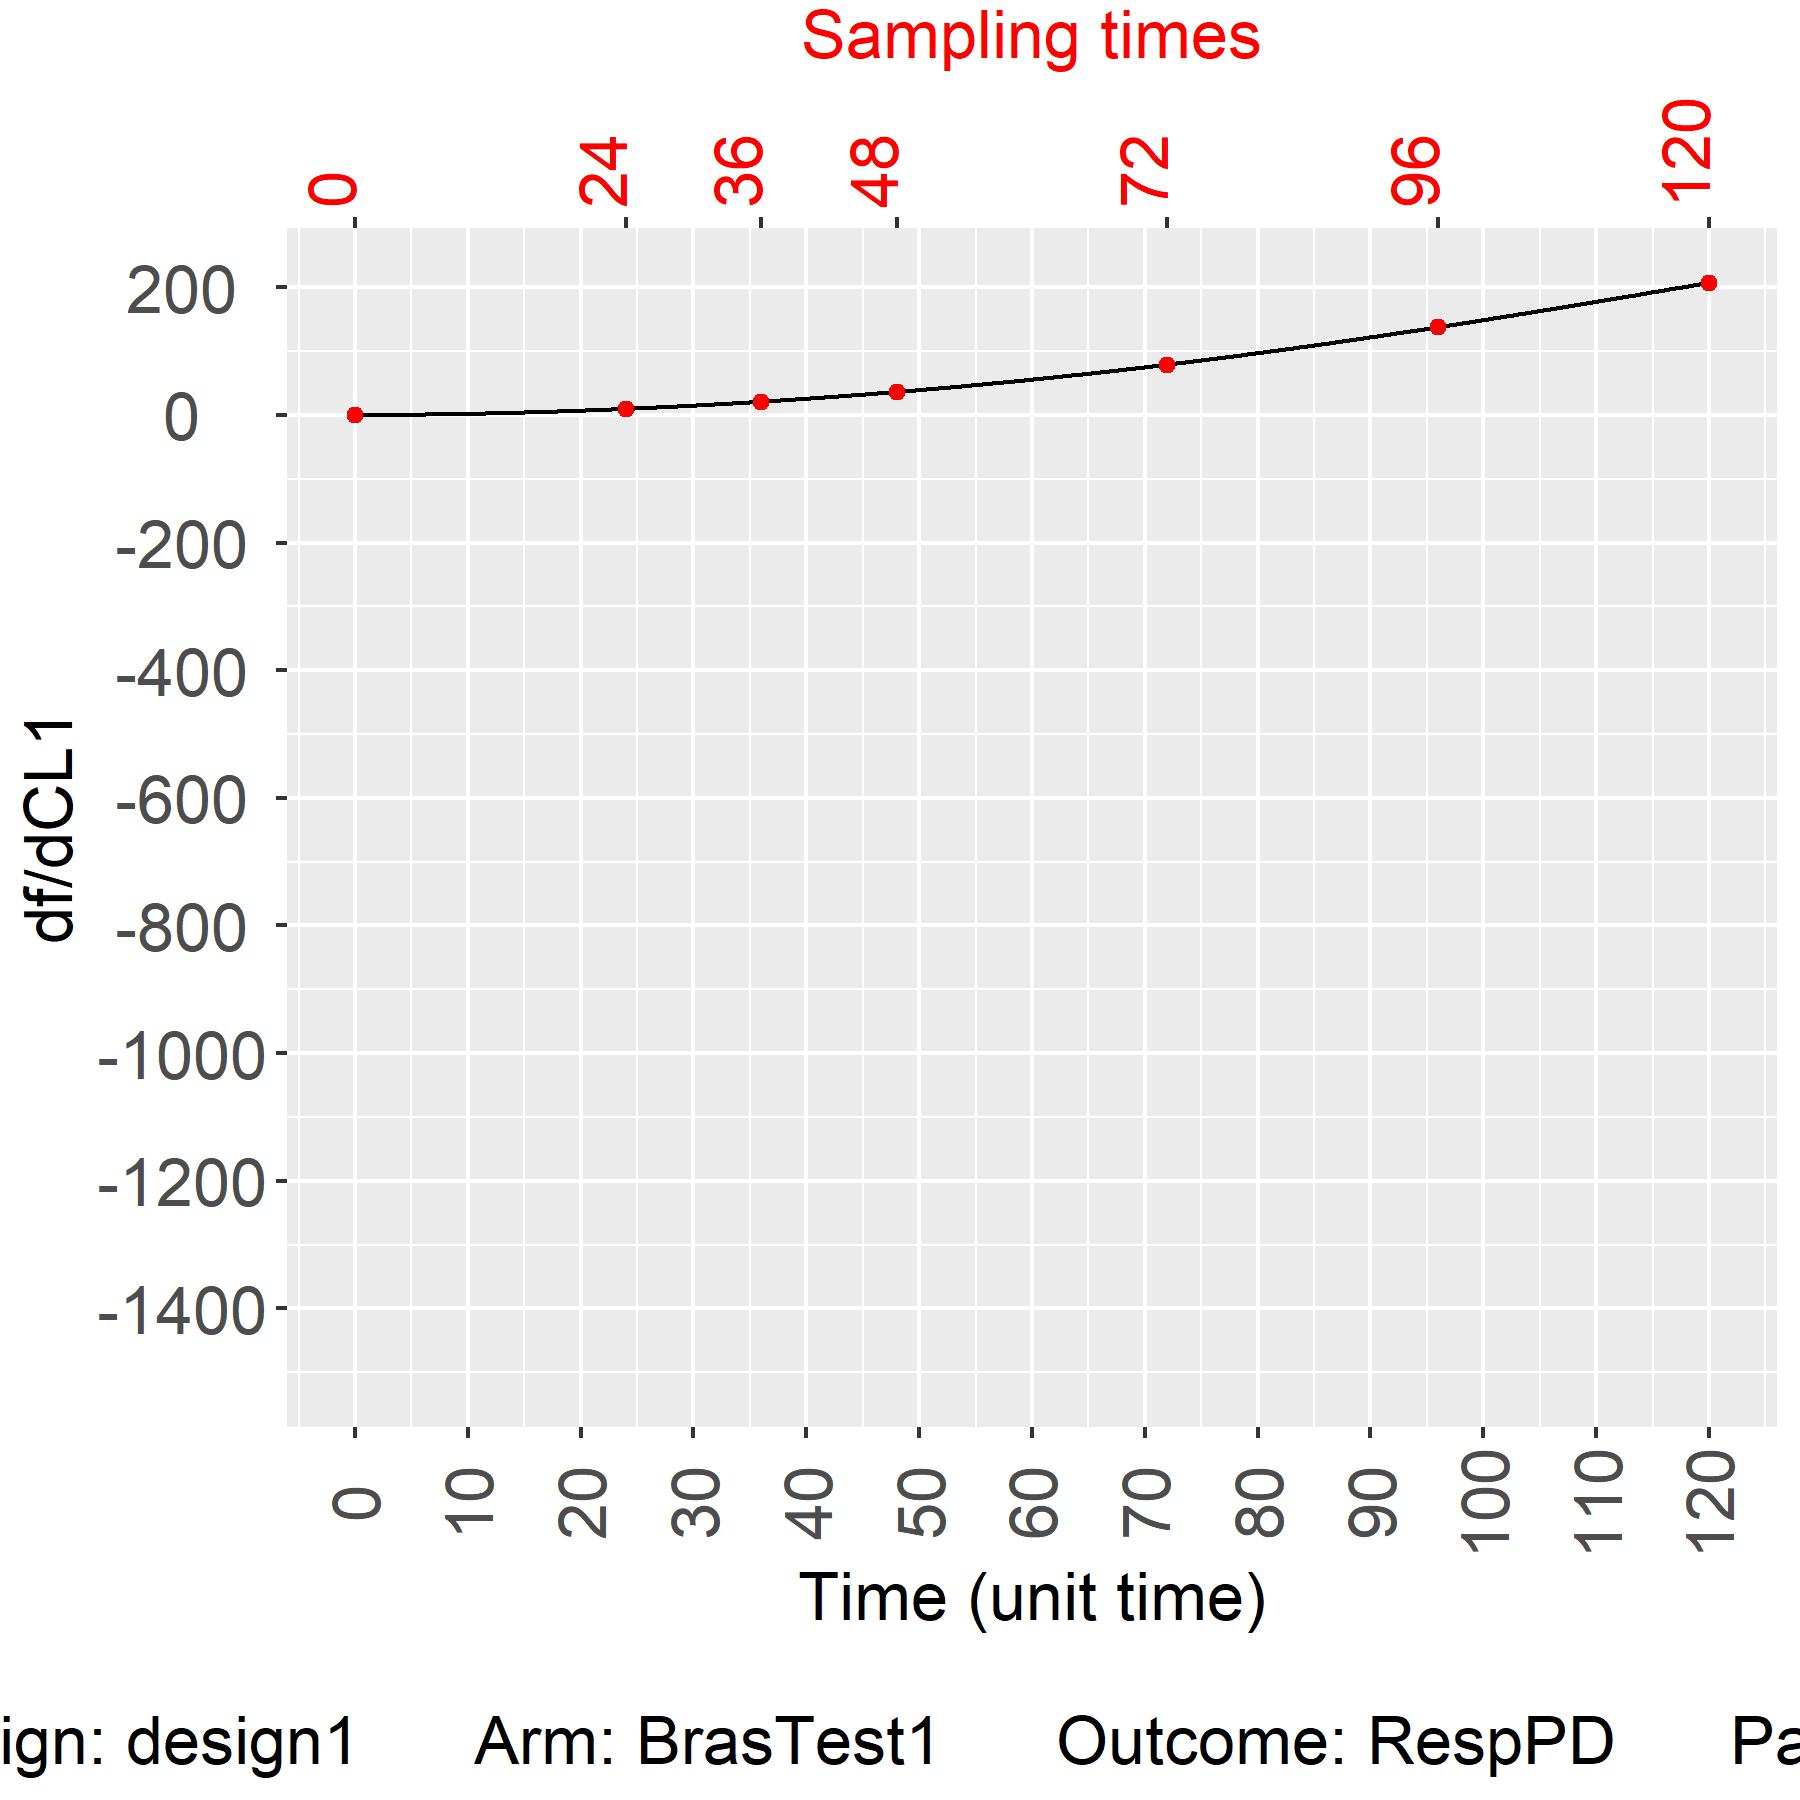 Sampling times
0 24 36 48 72 96 120
200
0
-200
-400
-600
-800
-1000
-1200
-1400
df/dCL1
0 10 20 30 40 50 60 70 80 90 100 110 120
Time (unit time)
ign: design1 Arm: BrasTest1 Outcome: RespPD Pa